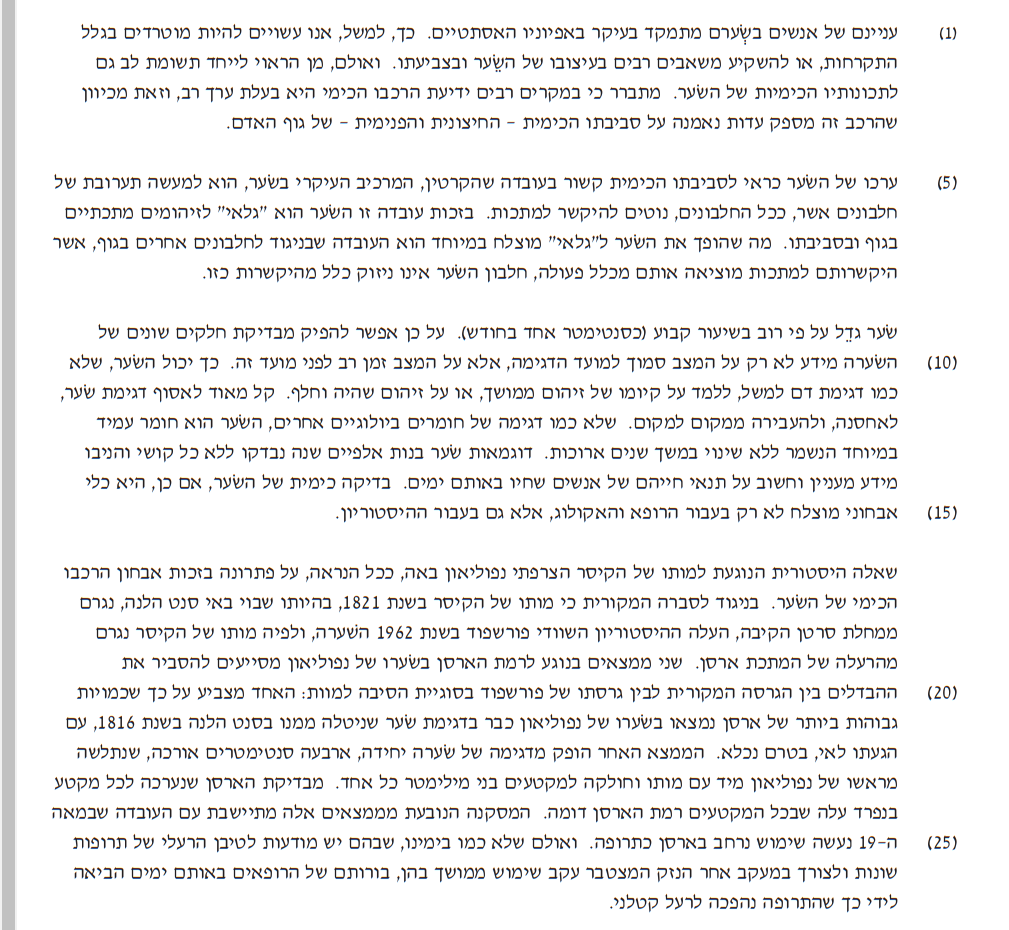 (1) עניינם של אנשים בשְׂערם מתמקד בעיקר באפיוניו האסתטיים. כך, למשל, אנו עשויים להיות מוטרדים בגלל
התקרחות, או להשקיע משאבים רבים בעיצובו של השֵׂער ובצביעתו. ואולם, מן הראוי לייחד תשומת לב גם
לתכונותיו הכימיות של השׂער. מתברר כי במקרים רבים ידיעת הרכבו הכימי היא בעלת ערך רב, וזאת מכיוון
שהרכב זה מספק עדות נאמנה על סביבתו הכימית – החיצונית והפנימית – של גוף האדם.
(5) ערכו של השׂער כראי לסביבתו הכימית קשור בעובדה שהקרטין, המרכיב העיקרי בשׂער, הוא למעשה תערובת של
חלבונים אשר, ככל החלבונים, נוטים להיקשר למתכות. בזכות עובדה זו השׂער הוא "גלאי" לזיהומים מתכתיים
בגוף ובסביבתו. מה שהופך את השׂער ל"גלאי" מוצלח במיוחד הוא העובדה שבניגוד לחלבונים אחרים בגוף, אשר
היקשרותם למתכות מוציאה אותם מכלל פעולה, חלבון השׂער אינו ניזוק כלל מהיקשרות כזו.
שׂער גדֵל על פי רוב בשיעור קבוע (כסנטימטר אחד בחודש). על כן אפשר להפיק מבדיקת חלקים שונים של
(10) השׂערה מידע לא רק על המצב סמוך למועד הדגימה, אלא על המצב זמן רב לפני מועד זה. כך יכול השׂער, שלא
כמו דגימת דם למשל, ללמד על קיומו של זיהום ממושך, או על זיהום שהיה וחלף. קל מאוד לאסוף דגימת שׂער,
לאחסנה, ולהעבירה ממקום למקום. שלא כמו דגימה של חומרים ביולוגיים אחרים, השׂער הוא חומר עמיד
במיוחד הנשמר ללא שינוי במשך שנים ארוכות. דוגמאות שׂער בנות אלפיים שנה נבדקו ללא כל קושי והניבו
מידע מעניין וחשוב על תנאי חייהם של אנשים שחיו באותם ימים. בדיקה כימית של השׂער, אם כן, היא כלי
(15) אבחוני מוצלח לא רק בעבור הרופא והאקולוג, אלא גם בעבור ההיסטוריון.
שאלה היסטורית הנוגעת למותו של הקיסר הצרפתי נפוליאון באה, ככל הנראה, על פתרונה בזכות אבחון הרכבו
הכימי של השׂער. בניגוד לסברה המקורית כי מותו של הקיסר בשנת 1821, בהיותו שבוי באי סנט הלנה, נגרם
ממחלת סרטן הקיבה, העלה ההיסטוריון השוודי פורשפוד בשנת 1962 השׁערה, ולפיה מותו של הקיסר נגרם
מהרעלה של המתכת ארסן. שני ממצאים בנוגע לרמת הארסן בשׂערו של נפוליאון מסייעים להסביר את
(20) ההבדלים בין הגרסה המקורית לבין גרסתו של פורשפוד בסוגיית הסיבה למוות: האחד מצביע על כך שכמויות
גבוהות ביותר של ארסן נמצאו בשׂערו של נפוליאון כבר בדגימת שׂער שניטלה ממנו בסנט הלנה בשנת 1816, עם
הגעתו לאי, בטרם נכלא. הממצא האחר הופק מדגימה של שׂערה יחידה, ארבעה סנטימטרים אורכה, שנתלשה
מראשו של נפוליאון מיד עם מותו וחולקה למקטעים בני מילימטר כל אחד. מבדיקת הארסן שנערכה לכל מקטע
בנפרד עלה שבכל המקטעים רמת הארסן דומה. המסקנה הנובעת מממצאים אלה מתיישבת עם העובדה שבמאה
(25) ה-19 נעשה שימוש נרחב בארסן כתרופה. ואולם שלא כמו בימינו, שבהם יש מודעות לטיבן הרעלי של תרופות
שונות ולצורך במעקב אחר הנזק המצטבר עקב שימוש ממושך בהן, בורותם של הרופאים באותם ימים הביאה
לידי כך שהתרופה נהפכה לרעל קטלני.